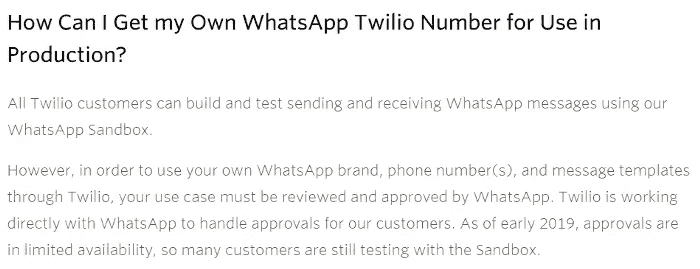 How Can I Get my Own WhatsApp Twilio Number for Use in
Production?
All Twilio customers can build and test sending and receiving WhatsApp messages using our
WhatsApp Sandbox.
However, in order to use your own WhatsApp brand, phone number(s), and message templates
through Twilio, your use case must be reviewed and approved by WhatsApp. Twilio is working
directly with WhatsApp to handle approvals for our customers. As of early 2019, approvals are
in limited availability, so many customers are still testing with the Sandbox.